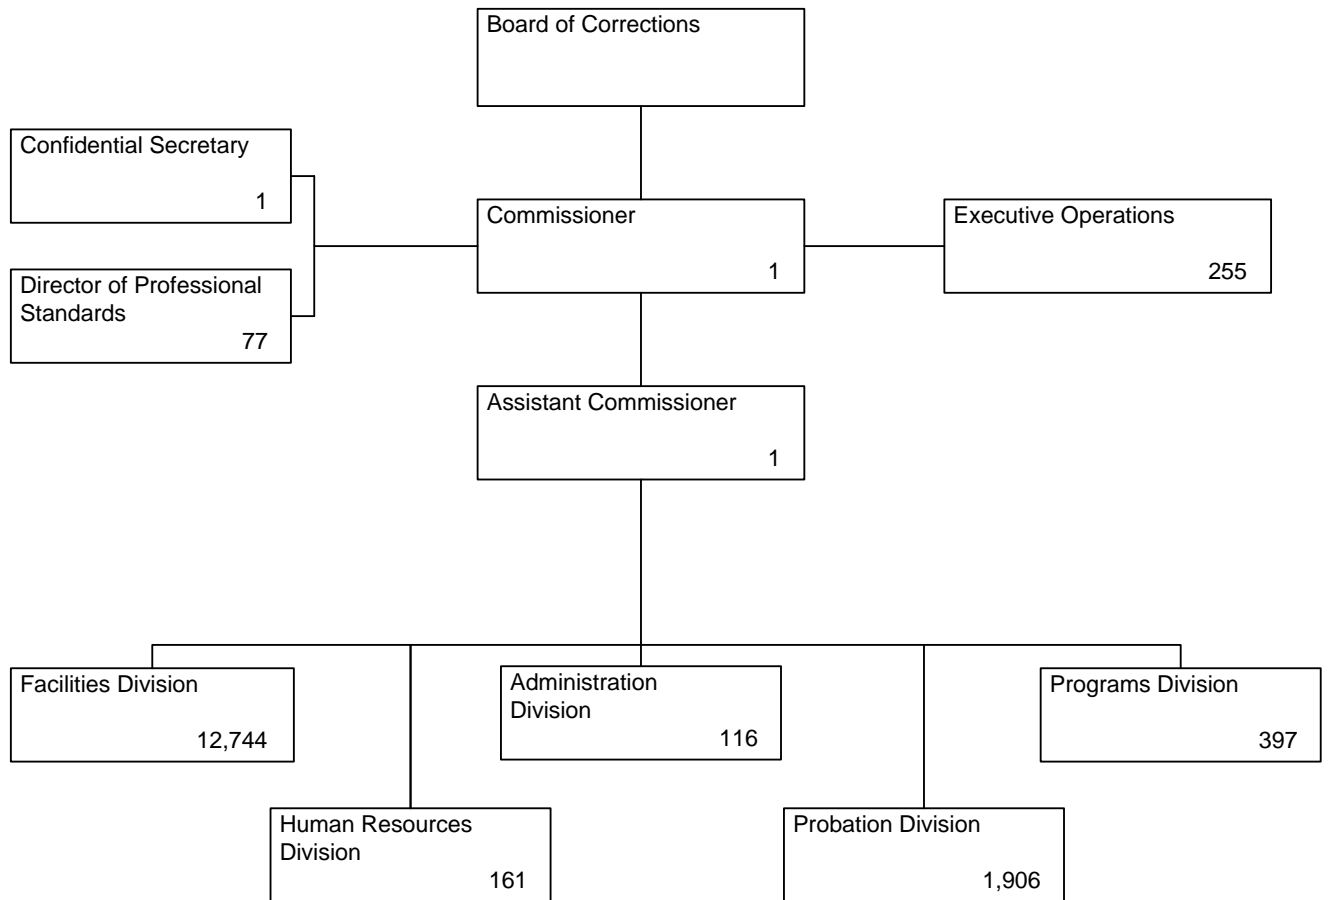 Board of Corrections
Confidential Secretary
1
Commissioner
1
Executive Operations
255
Director of Professional
Standards
77
Assistant Commissioner
1
Facilities Division
12,744
Administration
Division
116
Programs Division
397
Human Resources
Division
161
Probation Division
1,906